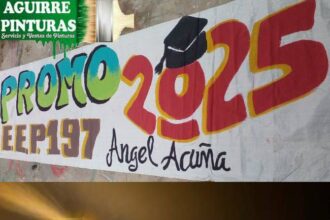 AGUIRRE
PINTURAS
Servicio y Ventas de Pinturas
PROMO 2025
EEP197 Angel Acuña